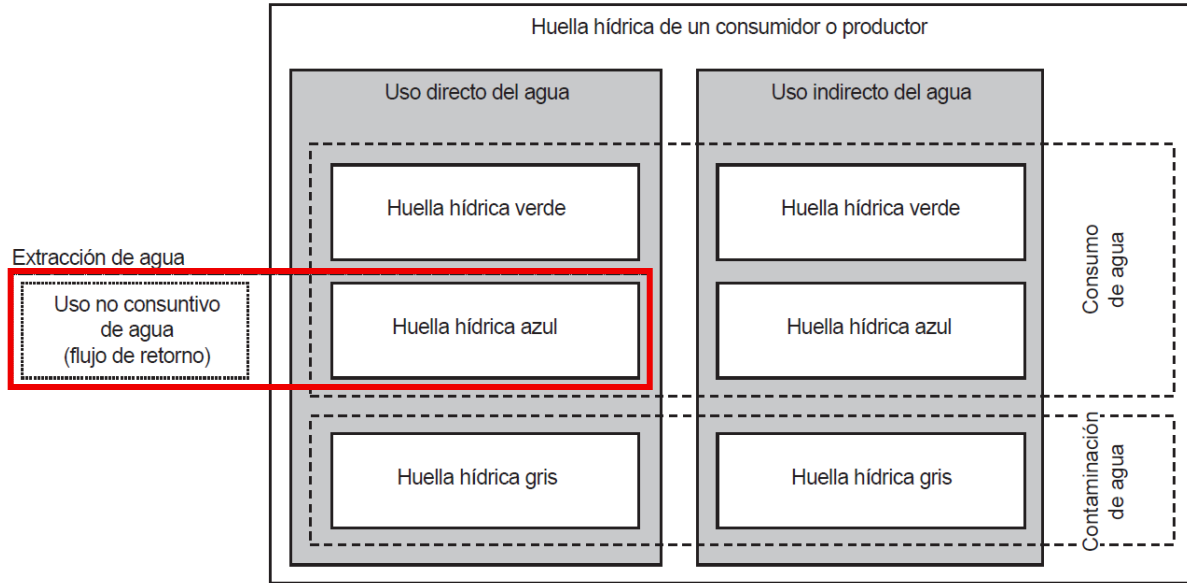 Huella hídrica de un consumidor o productor
Uso directo del agua
Uso indirecto del agua
Huella hídrica verde
Huella hídrica verde
Consumo
de agua
Extracción de agua
Uso no consuntivo
de agua
(flujo de retorno)
Huella hídrica azul
Huella hídrica azul
Huella hídrica gris
Huella hídrica gris
Contaminación
de agua